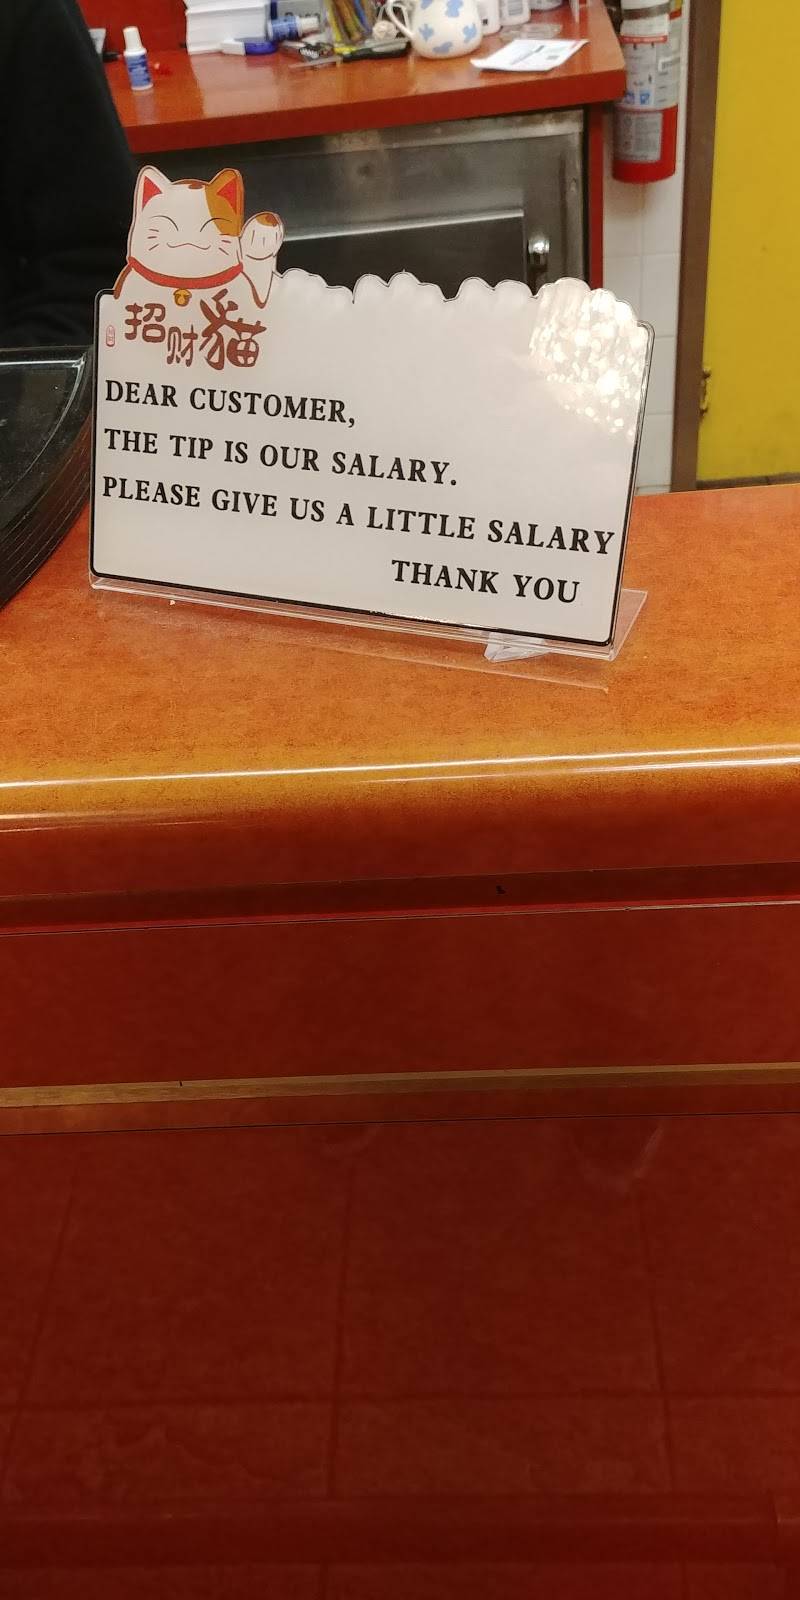 招财貓
DEAR CUSTOMER,
THE TIP IS OUR SALARY.
PLEASE GIVE US A LITTLE SALARY
THANK YOU